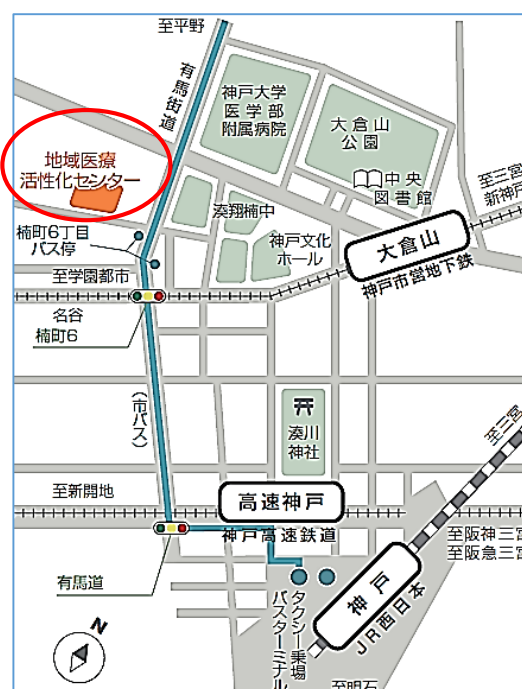 至平野
有馬街道
神戸大学
医学部
附属病院
大倉山
公園
中央
図書館
至三宮
新神戸
地域医療
活性化センター
湊翔楠中
楠町6丁目
バス停
神戸文化
ホール
大倉山
神戸市営地下鉄
至学園都市
名谷
楠町6
(市バス)
湊川
神社
至三宮
至新開地
高速神戸
神戸高速鉄道
至阪神三宮
至阪急三宮
有馬道
神戸
JR西日本
タクシー乗場
バスターミナル
N
至明石